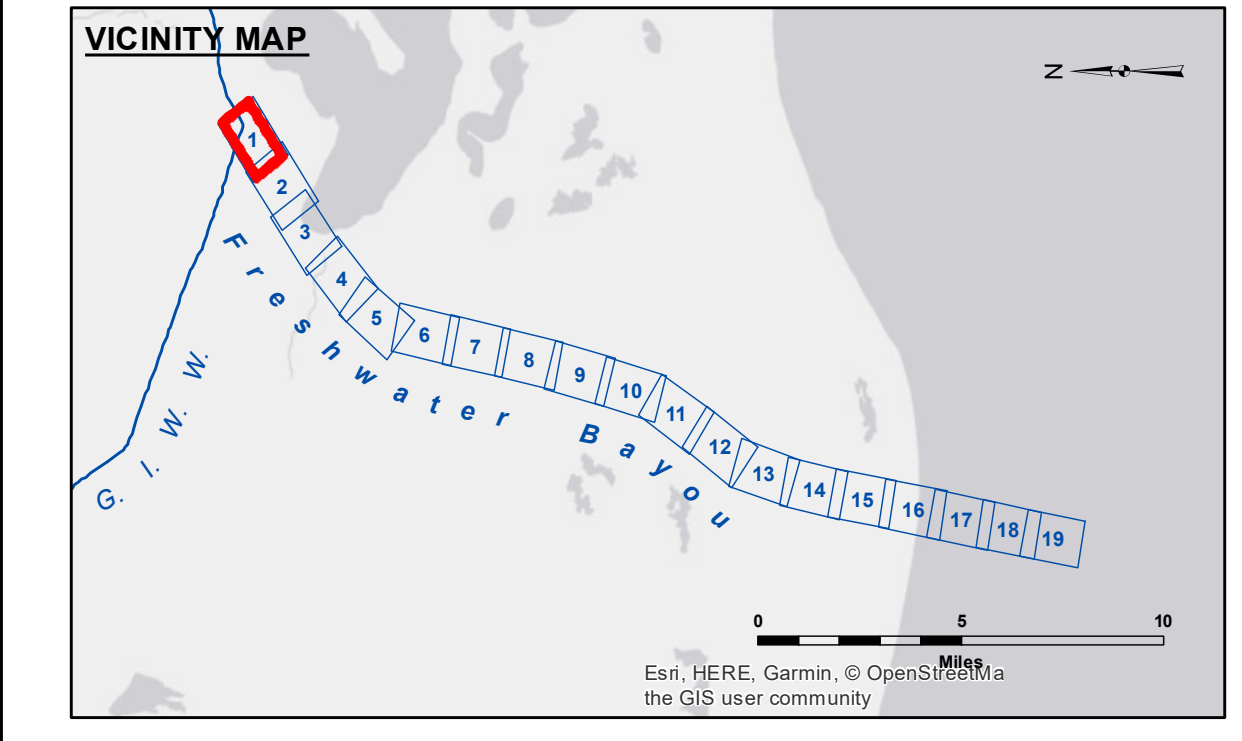 VICINITY MAP
N
1
2
3
4
5
6
7
8
9
10
11
12
13
14
15
16
17
18
19
Freshwater Bayou
G. I. W. W.
0 5 10
Miles
Esri, HERE, Garmin, © OpenStreetMa
the GIS user community